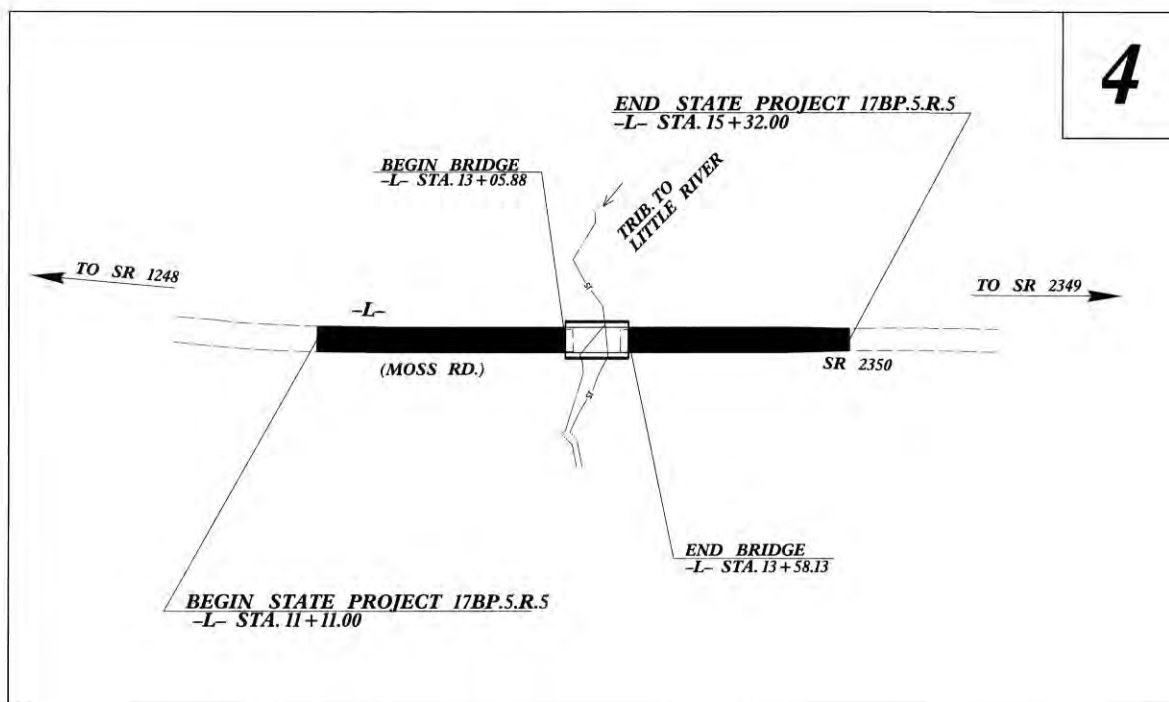 4
END STATE PROJECT 17BP.5.R.5
-L- STA. 15+32.00
BEGIN BRIDGE
-L- STA. 13+05.88
TRIB. TO
LITTLE RIVER
TO SR 1248
TO SR 2349
-L-
(MOSS RD.)
SR 2350
END BRIDGE
-L- STA. 13+58.13
BEGIN STATE PROJECT 17BP.5.R.5
-L- STA. 11+11.00